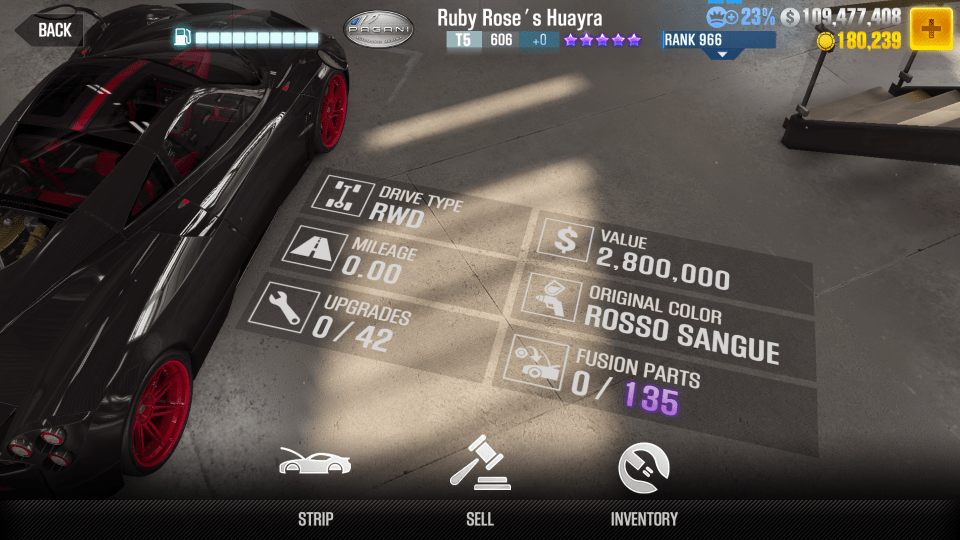 BACK
PAGANI
Ruby Rose's Huayra
T5 606 +0
RANK 966
23%
109,477,408
180,239
DRIVE TYPE
RWD
MILEAGE
0.00
UPGRADES
0/42
VALUE
2,800,000
ORIGINAL COLOR
ROSSO SANGUE
FUSION PARTS
0/135
STRIP
SELL
INVENTORY